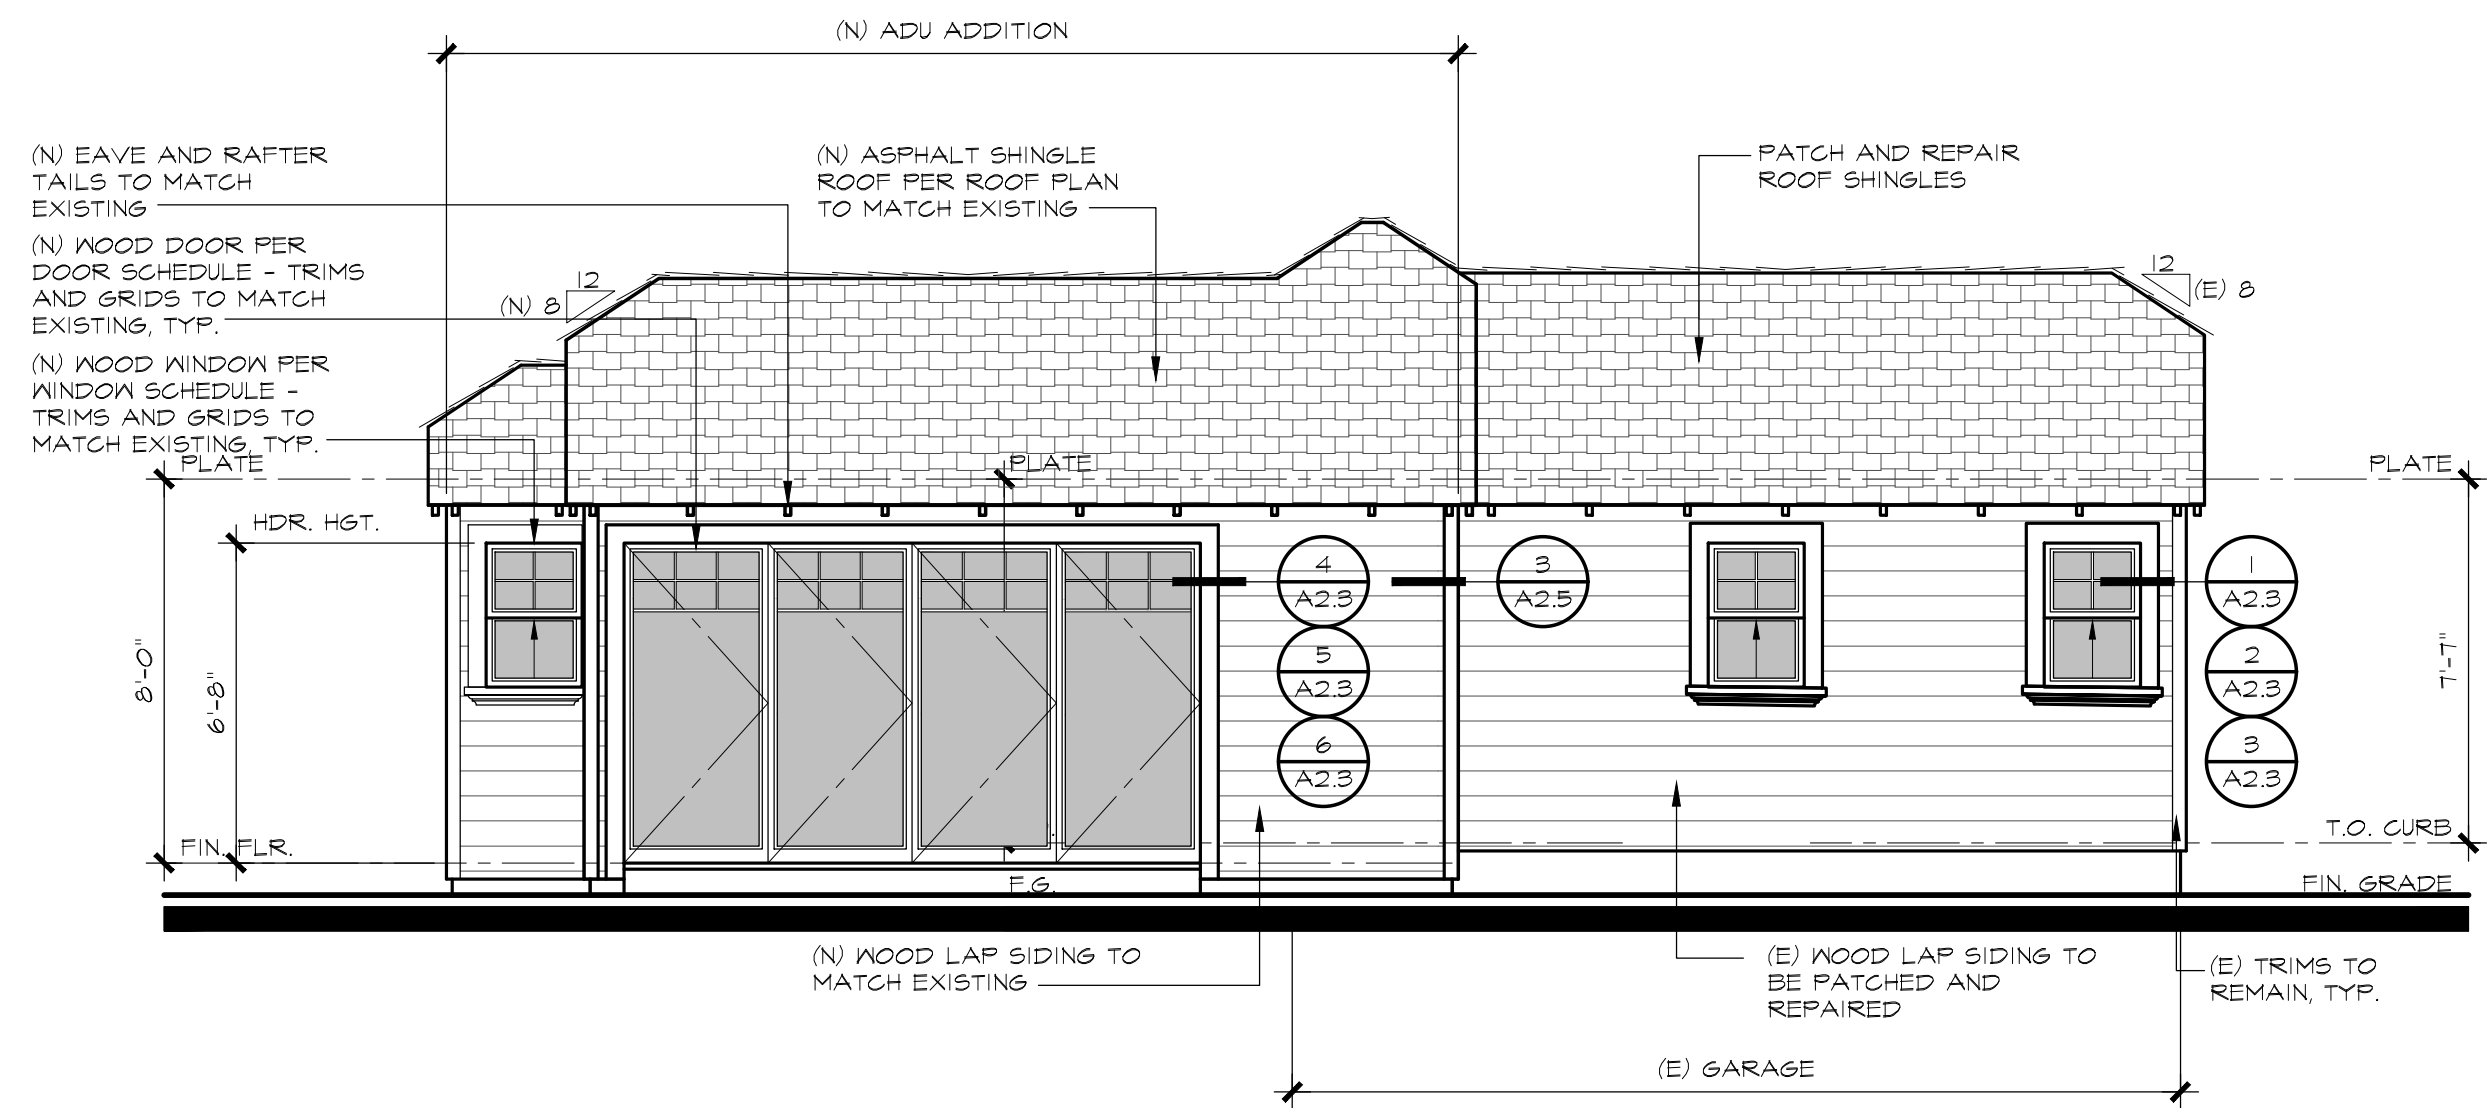 (N) ADU ADDITION
(N) EAVE AND RAFTER
TAILS TO MATCH
EXISTING
(N) ASPHALT SHINGLE
ROOF PER ROOF PLAN
TO MATCH EXISTING
PATCH AND REPAIR
ROOF SHINGLES
(N) WOOD DOOR PER
DOOR SCHEDULE - TRIMS
AND GRIDS TO MATCH
EXISTING, TYP.
12
(N) 8
12
(E) 8
(N) WOOD WINDOW PER
WINDOW SCHEDULE -
TRIMS AND GRIDS TO
MATCH EXISTING, TYP.
PLATE
PLATE
PLATE
HDR. HGT.
8'-0"
6'-8"
7'-7"
4
A2.3
5
A2.3
6
A2.3
3
A2.5
1
A2.3
2
A2.3
3
A2.3
FIN. FLR.
T.O. CURB
F.G.
FIN. GRADE
(N) WOOD LAP SIDING TO
MATCH EXISTING
(E) WOOD LAP SIDING TO
BE PATCHED AND
REPAIRED
(E) TRIMS TO
REMAIN, TYP.
(E) GARAGE